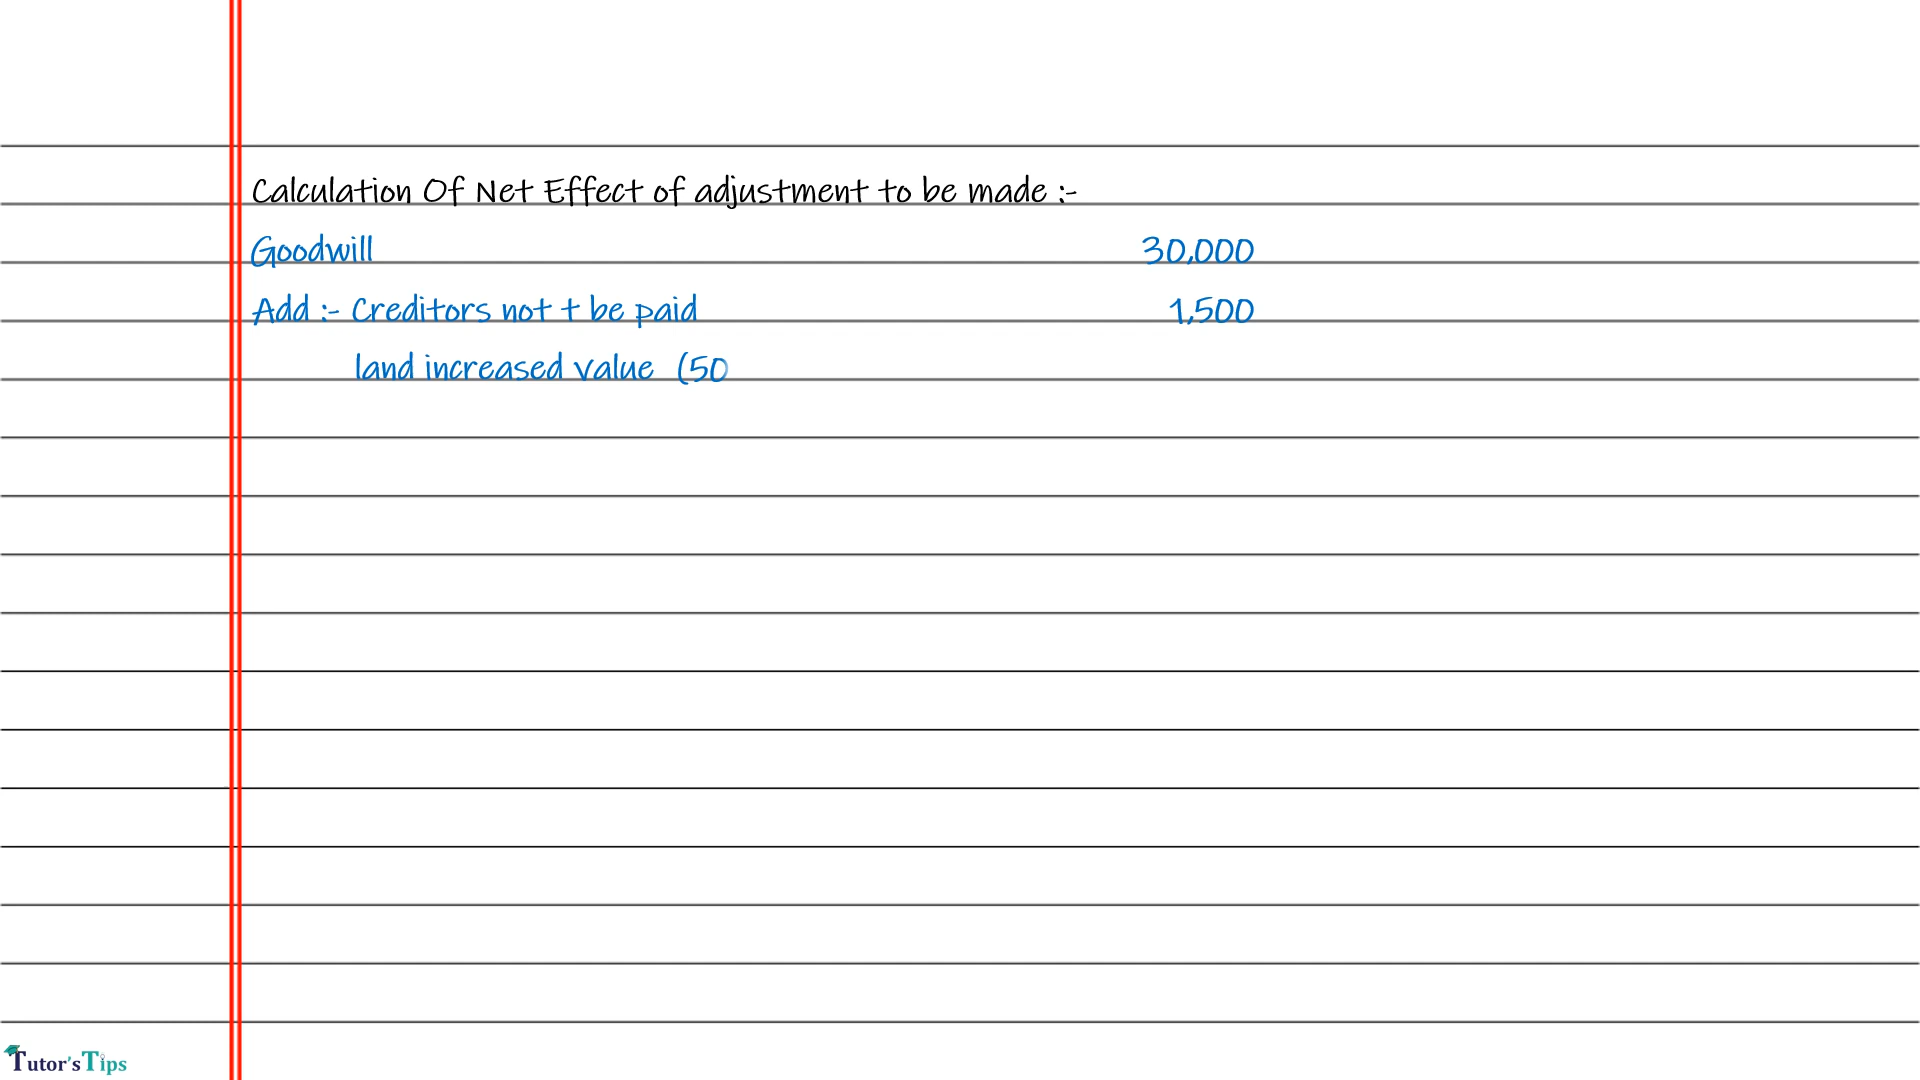 Calculation Of Net Effect of adjustment to be made :-
Goodwill 30,000
Add :- Creditors not t be paid 1,500
land increased value (50
Tutor'sTips